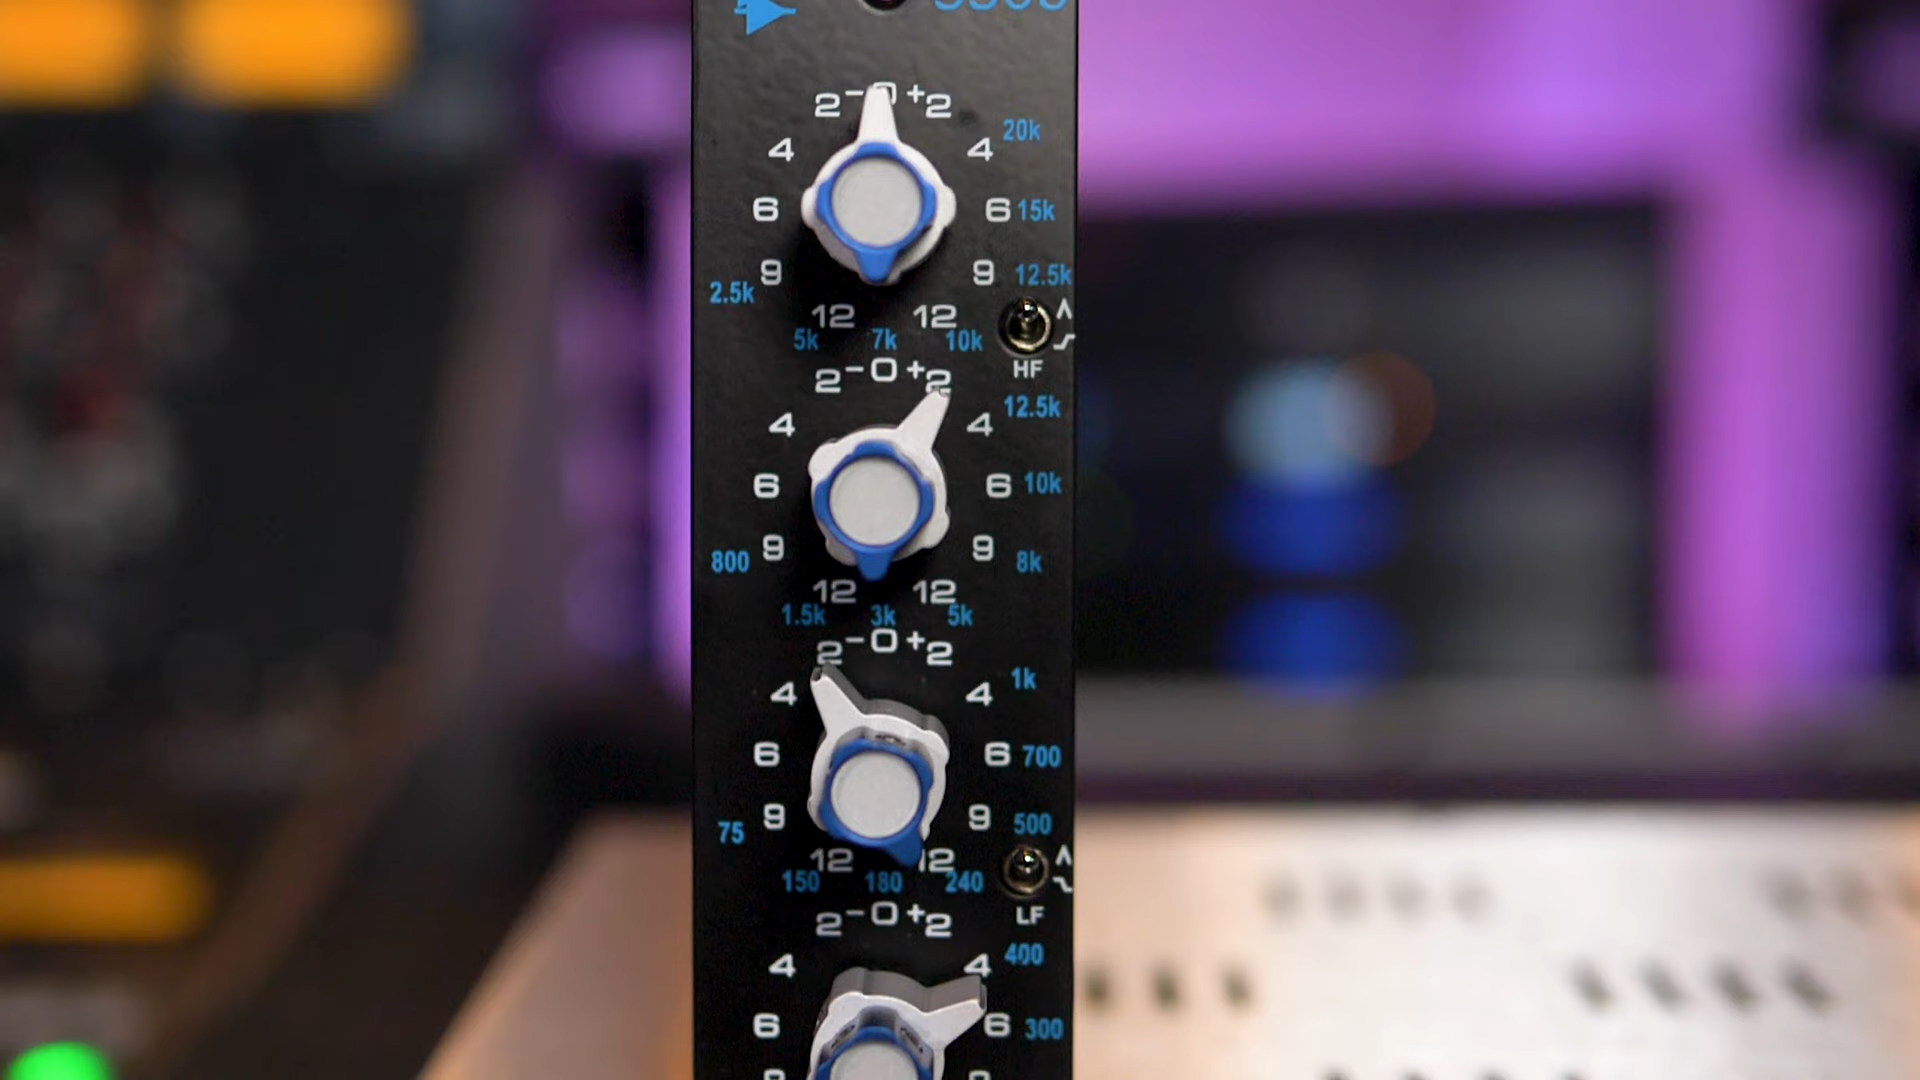 2 - 0 + 2
4 4 20k
6 6 15k
9 9 12.5k
2.5k
12 12
5k 7k 10k
HF
2 - 0 + 2
4 4 12.5k
6 6 10k
9 9 8k
800
12 12
1.5k 3k 5k
2 - 0 + 2
4 4 1k
6 6 700
9 9 500
75
12 12
150 180 240
LF
2 - 0 + 2
4 4 400
6 6 300